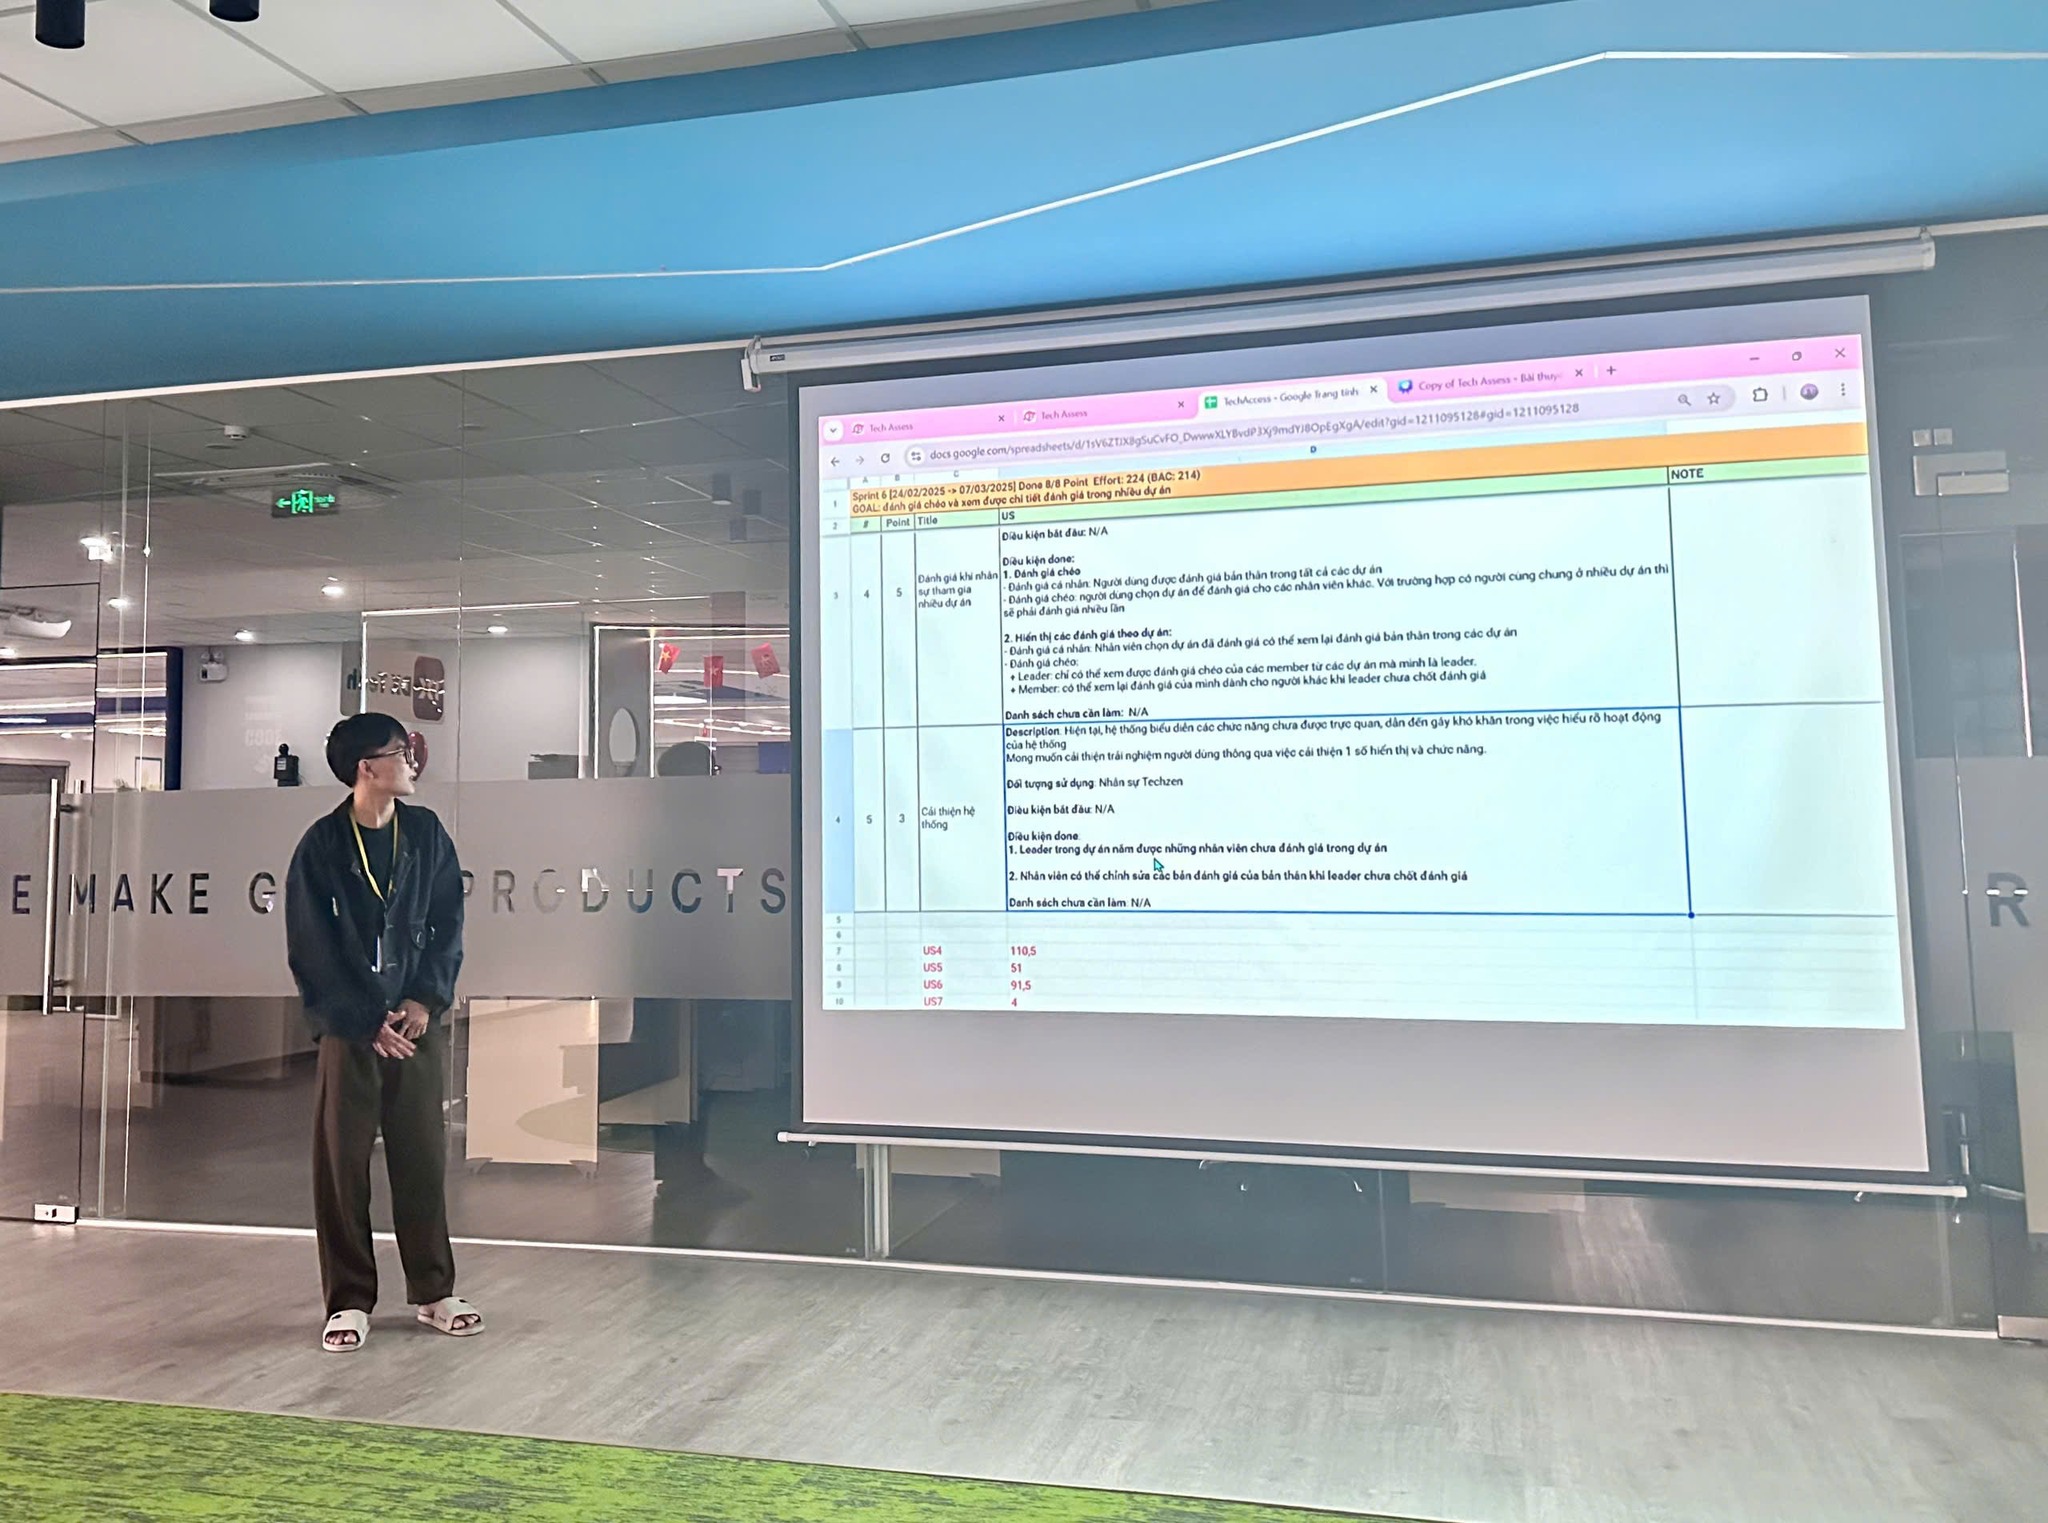 Tech Assess
Tech Assess
TechAccess - Google Trang tính
Copy of Tech Assess - Bài thuy
docs.google.com/spreadsheets/d/1sV6ZTJX8gSuCvFO_DwwwXLYBvdP3Xj9mdYJ8OpEgXgA/edit?gid=1211095128#gid=1211095128
A B C D
1 Sprint 6 [24/02/2025 -> 07/03/2025] Done 8/8 Point Effort: 224 (BAC: 214)
GOAL: đánh giá chéo và xem được chi tiết đánh giá trong nhiều dự án
2 # Point Title US NOTE
Điều kiện bắt đầu: N/A
Điều kiện done:
1. Đánh giá chéo
- Đánh giá cá nhân: Người dùng được đánh giá bản thân trong tất cả các dự án
- Đánh giá chéo: người dùng chọn dự án để đánh giá cho các nhân viên khác. Với trường hợp có người cùng chung ở nhiều dự án thì
sẽ phải đánh giá nhiều lần
3 4 5
Đánh giá khi nhân
sự tham gia
nhiều dự án
2. Hiển thị các đánh giá theo dự án:
- Đánh giá cá nhân: Nhân viên chọn dự án đã đánh giá có thể xem lại đánh giá bản thân trong các dự án
- Đánh giá chéo:
+ Leader: chỉ có thể xem được đánh giá chéo của các member từ các dự án mà mình là leader.
+ Member: có thể xem lại đánh giá của mình dành cho người khác khi leader chưa chốt đánh giá
Danh sách chưa cần làm: N/A
Description: Hiện tại, hệ thống biểu diễn các chức năng chưa được trực quan, dẫn đến gây khó khăn trong việc hiểu rõ hoạt động
của hệ thống
Mong muốn cải thiện trải nghiệm người dùng thông qua việc cải thiện 1 số hiển thị và chức năng.
Đối tượng sử dụng: Nhân sự Techzen
Điều kiện bắt đầu: N/A
4 5 3
Cải thiện hệ
thống
Điều kiện done:
1. Leader trong dự án nắm được những nhân viên chưa đánh giá trong dự án
2. Nhân viên có thể chỉnh sửa các bản đánh giá của bản thân khi leader chưa chốt đánh giá
Danh sách chưa cần làm: N/A
5
6
7 US4 110,5
8 US5 51
9 US6 91,5
10 US7 4
E MAKE G PRODUCTS
R